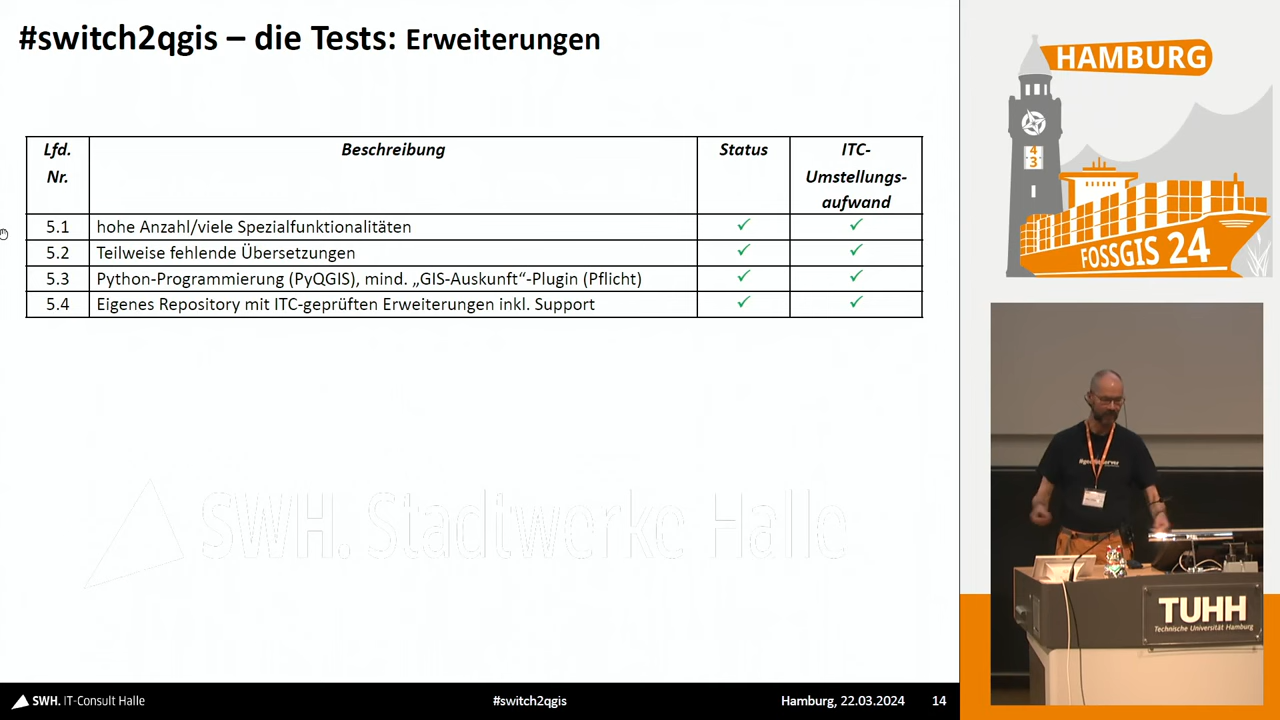 #switch2qgis – die Tests: Erweiterungen
Lfd. Nr.
Beschreibung
Status
ITC-Umstellungs-aufwand
5.1 hohe Anzahl/viele Spezialfunktionalitäten ✓ ✓
5.2 Teilweise fehlende Übersetzungen ✓ ✓
5.3 Python-Programmierung (PyQGIS), mind. „GIS-Auskunft“-Plugin (Pflicht) ✓ ✓
5.4 Eigenes Repository mit ITC-geprüften Erweiterungen inkl. Support ✓ ✓
SWH. Stadtwerke Halle
SWH. IT-Consult Halle
#switch2qgis
Hamburg, 22.03.2024
14
HAMBURG
4
3
FOSSGIS 24
TUHH
Technische Universität Hamburg